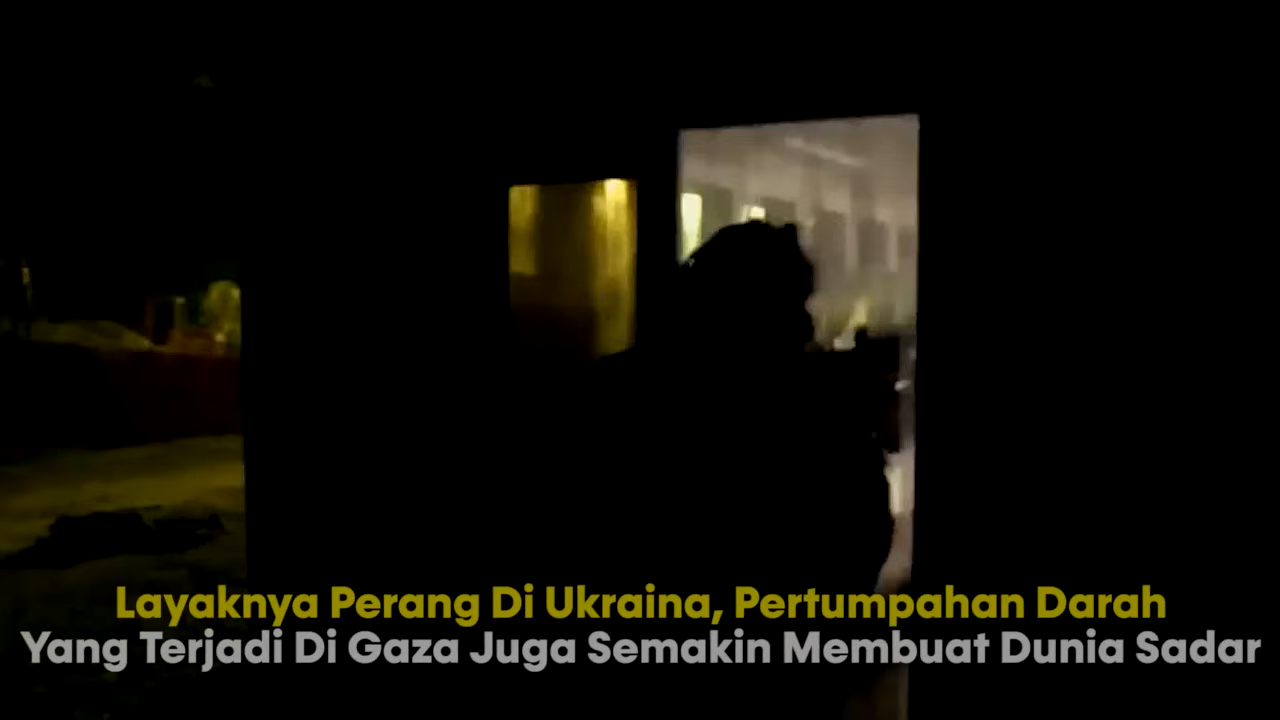 Layaknya Perang Di Ukraina, Pertumpahan Darah
Yang Terjadi Di Gaza Juga Semakin Membuat Dunia Sadar